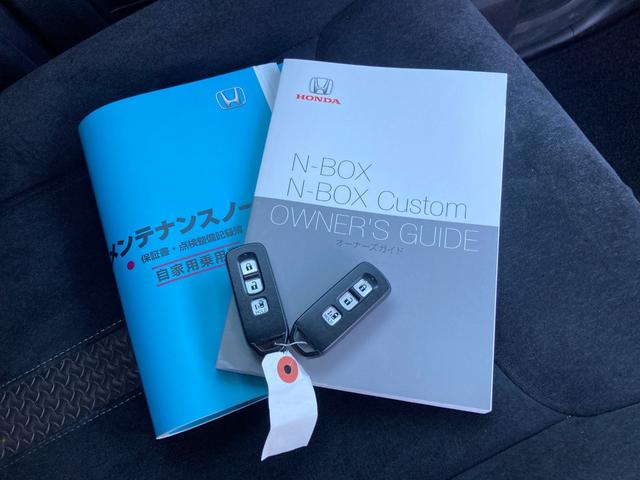 HONDA
N-BOX
N-BOX Custom
OWNER'S GUIDE
オーナーズガイド
メンテナンスノー
保証書・点検整備記録簿
自家用乗用